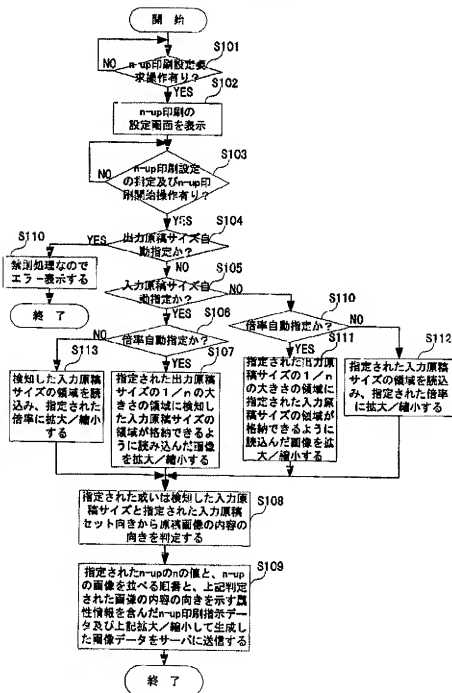 開 始
S101
n-up印刷設定要
求操作有り?
NO
YES
S102
n-up印刷の
設定画面を表示
S103
n-up印刷設定
の指定及びn-up印
刷開始操作有り?
NO
YES
S104
出力原稿サイズ自
動指定か?
YES
NO
S110
禁則処理なので
エラー表示する
終 了
S105
入力原稿サイズ自
動指定か?
NO
S106
倍率自動指定か?
NO
YES
S110
倍率自動指定か?
NO
YES
S113
検知した入力原稿
サイズの領域を読込
み、指定された
倍率に拡大/縮小
する
S107
指定された出力原稿
サイズの1/nの大
きさの領域に検知し
た入力原稿サイズの
領域が格納できるよ
うに読み込んだ画像
を拡大/縮小する
S111
指定された出力原稿
サイズの1/nの
大きさの領域に
指定された入力原
稿サイズの領域が
格納できるように
読込んだ画像を
拡大/縮小する
S112
指定された入力原稿
サイズの領域を読込
み、指定された倍率
に拡大/縮小する
S108
指定された或いは検知した入力原
稿サイズと指定された入力原稿
セット向きから原稿画像の内容の
向きを判定する
S109
指定されたn-upのnの値と、n-up
の画像を並べる順番と、上記判定
された画像の内容の向きを示す属
性情報を含んだn-up印刷指示デー
タ及び上記拡大/縮小して生成し
た画像データをサーバに送信する
終 了